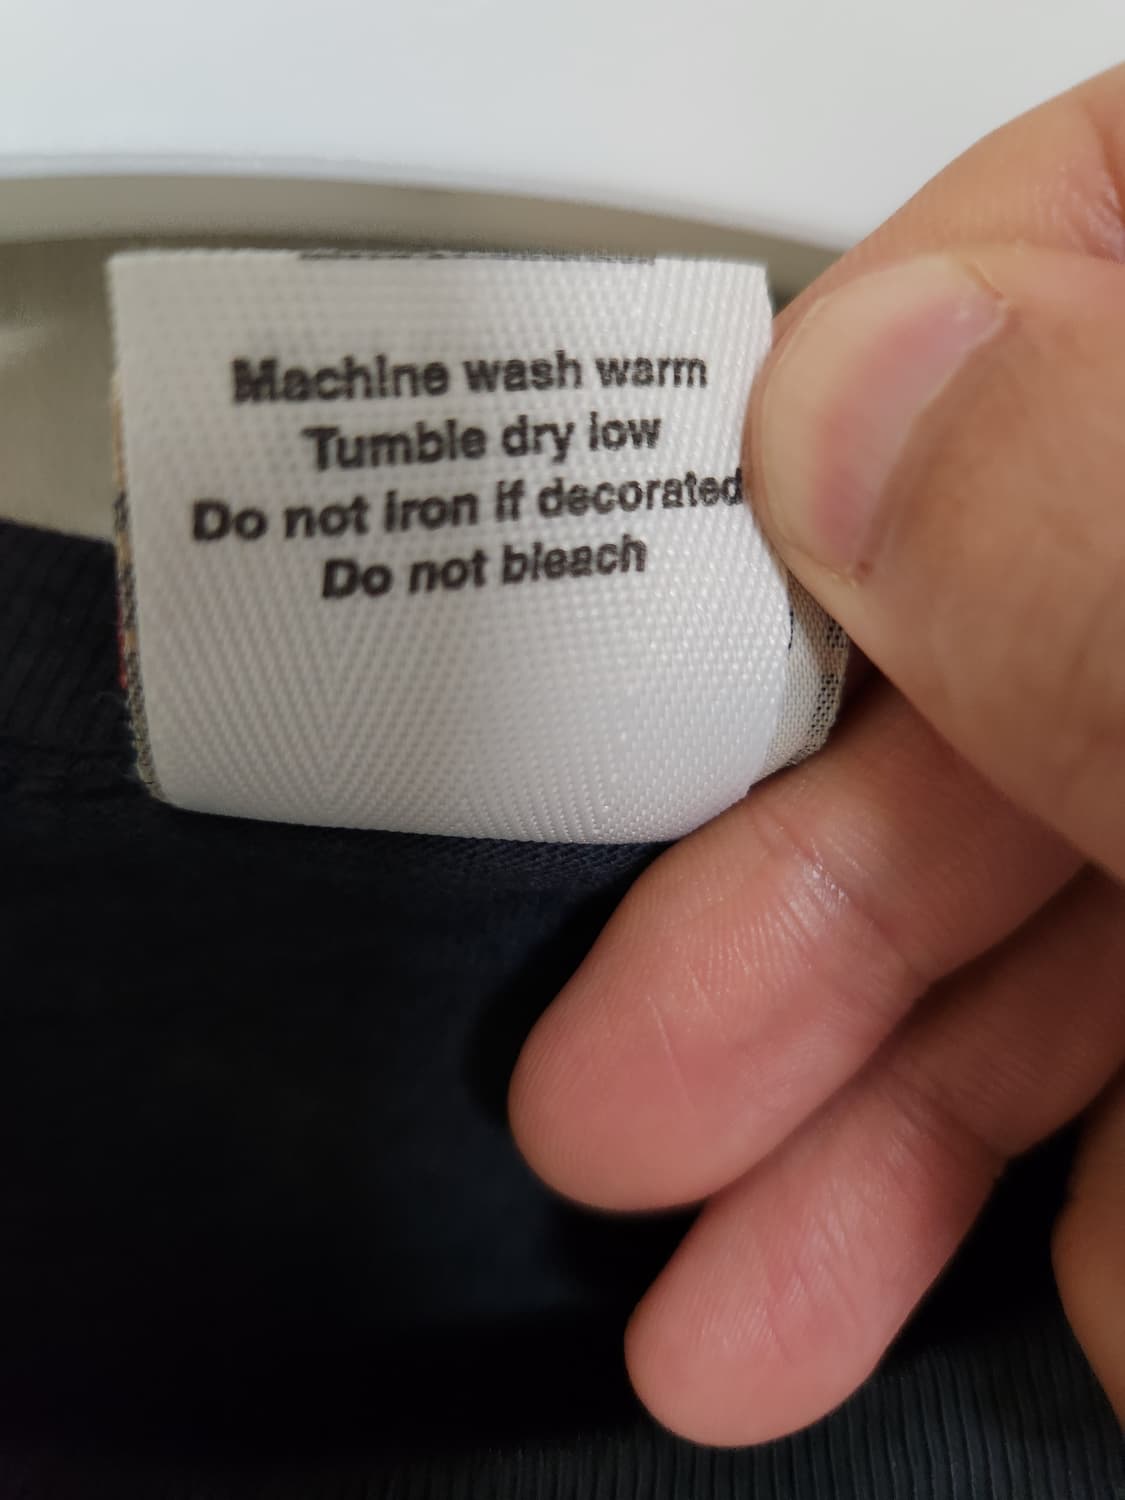 Machine wash warm
Tumble dry low
Do not iron if decorated
Do not bleach